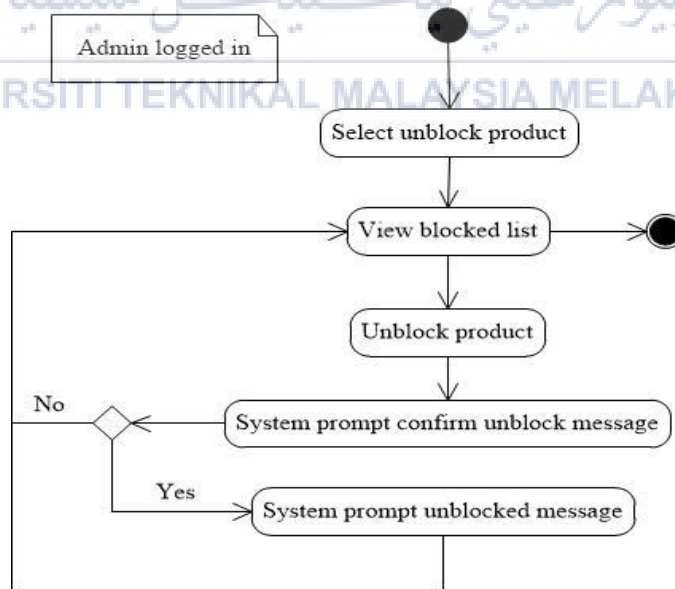 Admin logged in
RSITI TEKNIKAL MALAYSIA MELAK
Select unblock product
View blocked list
Unblock product
No
System prompt confirm unblock message
Yes
System prompt unblocked message